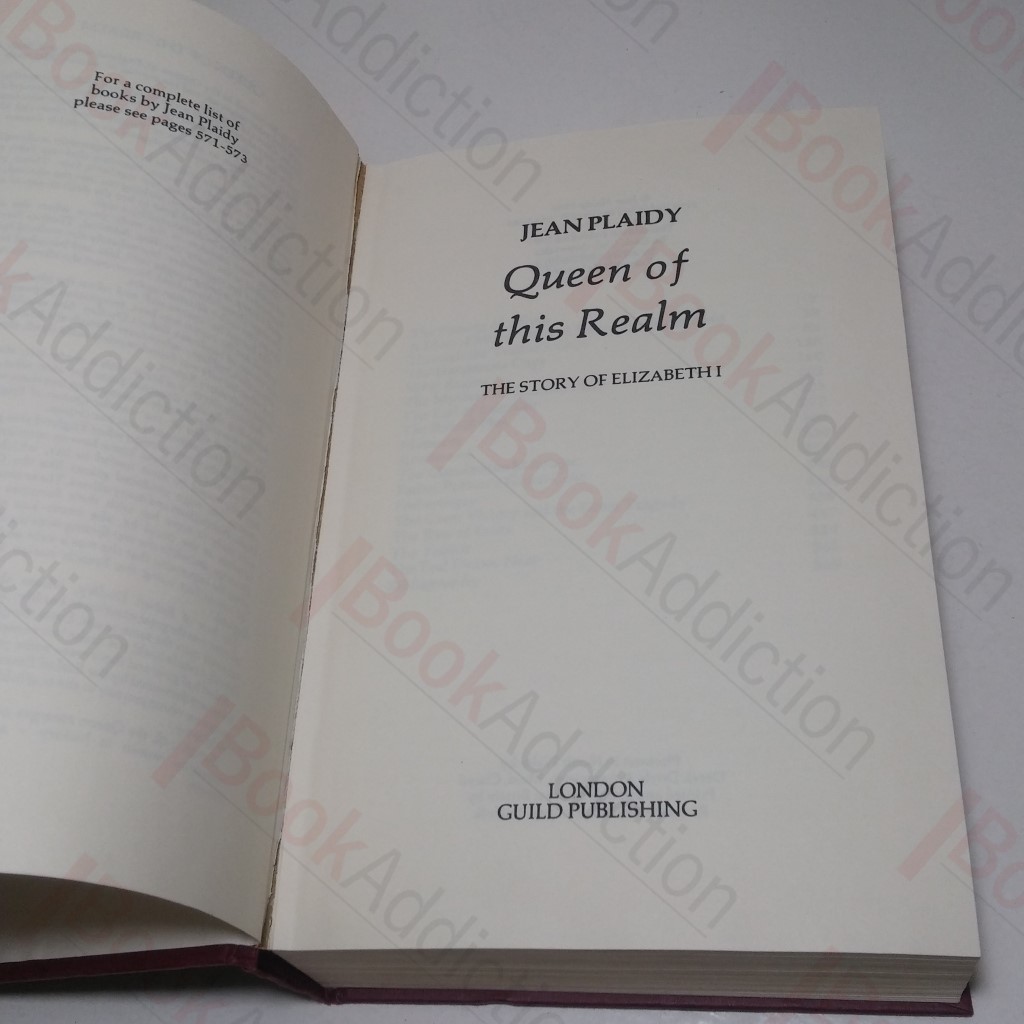 For a complete list of
books by Jean Plaidy
please see pages 571-573
JEAN PLAIDY
Queen of
this Realm
THE STORY OF ELIZABETH I
LONDON
GUILD PUBLISHING
BookAddiction